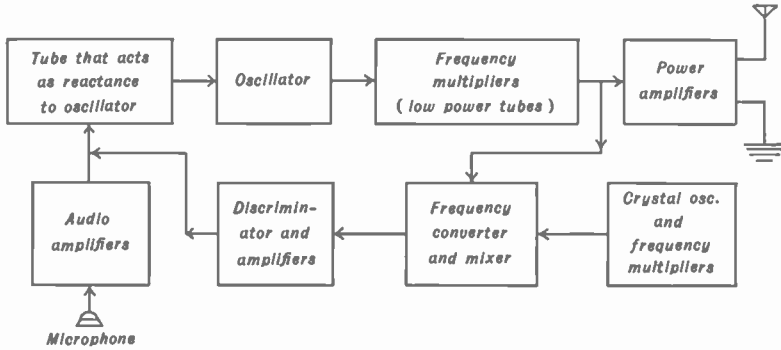 Tube that acts
as reactance
to oscillator
Oscillator
Frequency
multipliers
(low power tubes)
Power
amplifiers
Audio
amplifiers
Discrimin-
ator and
amplifiers
Frequency
converter
and mixer
Crystal osc.
and
frequency
multipliers
Microphone